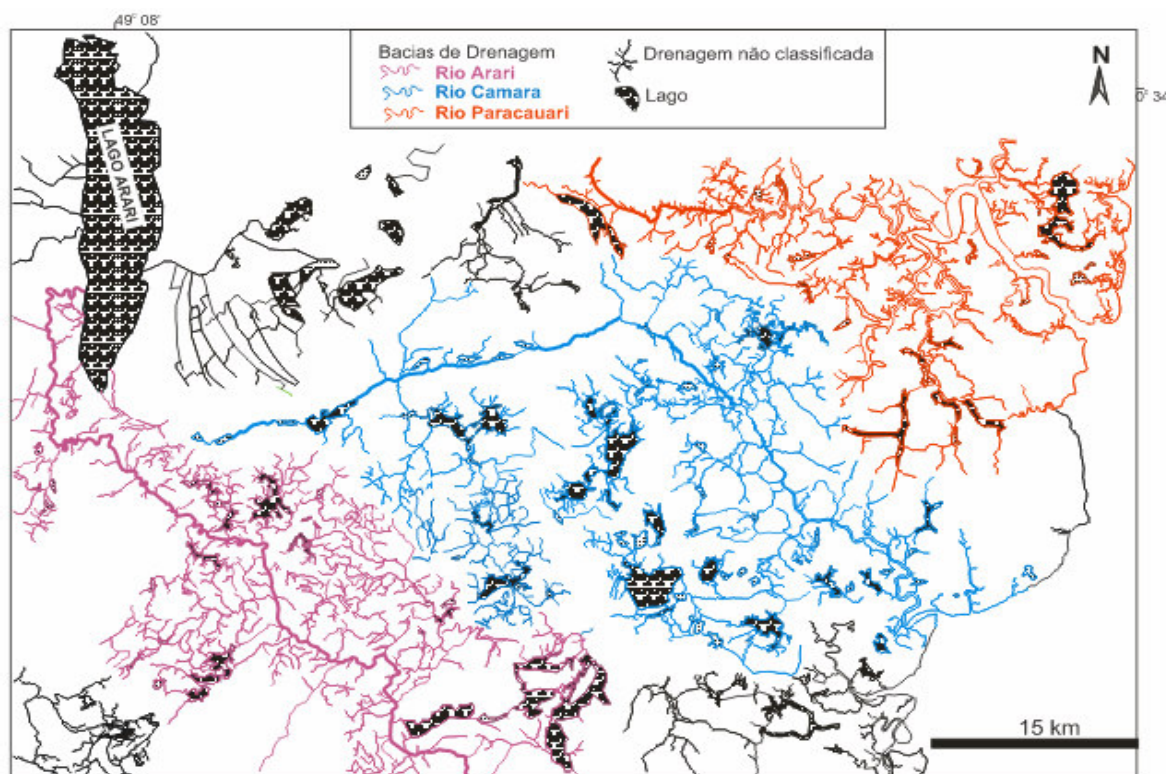 49° 08'
Bacias de Drenagem
Rio Arari
Rio Camara
Rio Paracauari
Drenagem não classificada
Lago
N
0° 34
LAGO ARARI
15 km